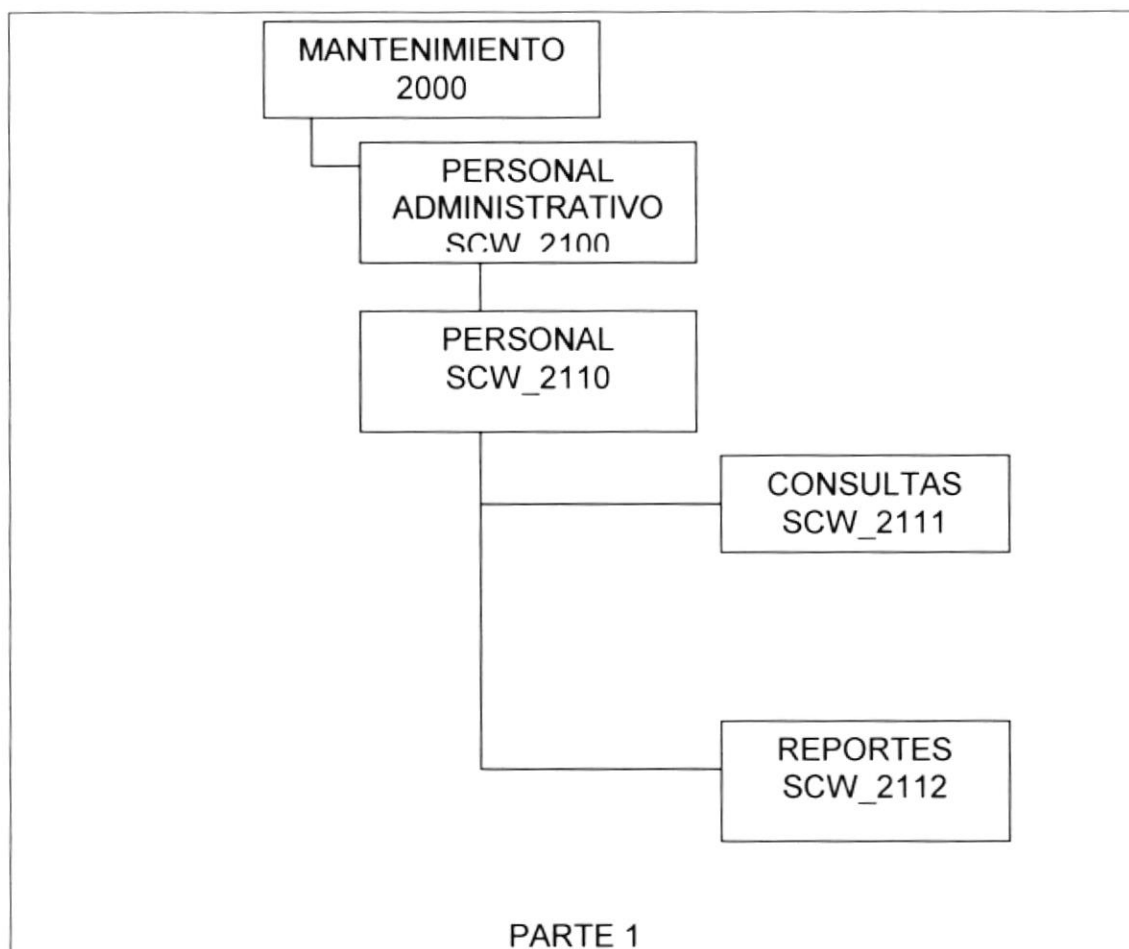 MANTENIMIENTO
2000
PERSONAL
ADMINISTRATIVO
SCW_2100
PERSONAL
SCW_2110
CONSULTAS
SCW_2111
REPORTES
SCW_2112
PARTE 1